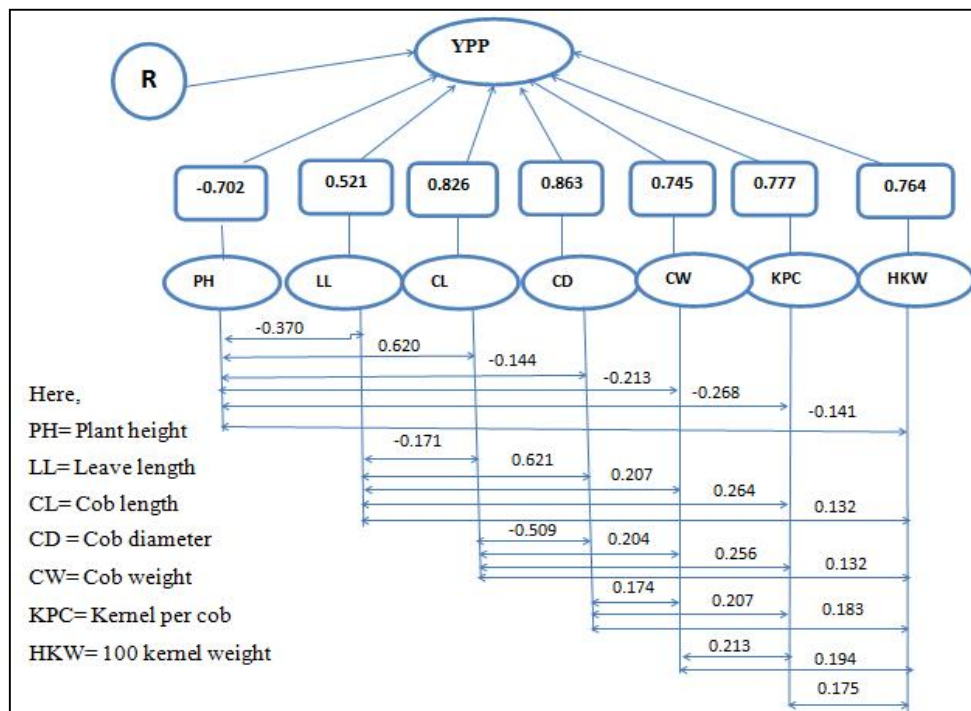 YPP
R
-0.702 0.521 0.826 0.863 0.745 0.777 0.764
PH LL CL CD CW KPC HKW
-0.370
0.620
-0.144
-0.213
-0.268
-0.141
-0.171
0.621
0.207
0.264
0.132
-0.509
0.204
0.256
0.132
0.174
0.207
0.183
0.213
0.194
0.175
Here,
PH= Plant height
LL= Leave length
CL= Cob length
CD = Cob diameter
CW= Cob weight
KPC= Kernel per cob
HKW= 100 kernel weight